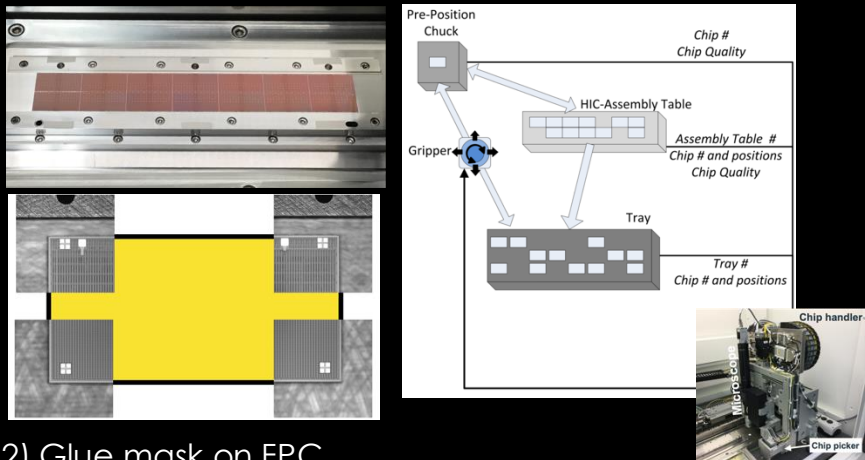 Pre-Position
Chuck
Chip #
Chip Quality
HIC-Assembly Table
Gripper
Assembly Table #
Chip # and positions
Chip Quality
Tray
Tray #
Chip # and positions
Chip handler
Microscope
Chip picker
2) Glue mask on FPC